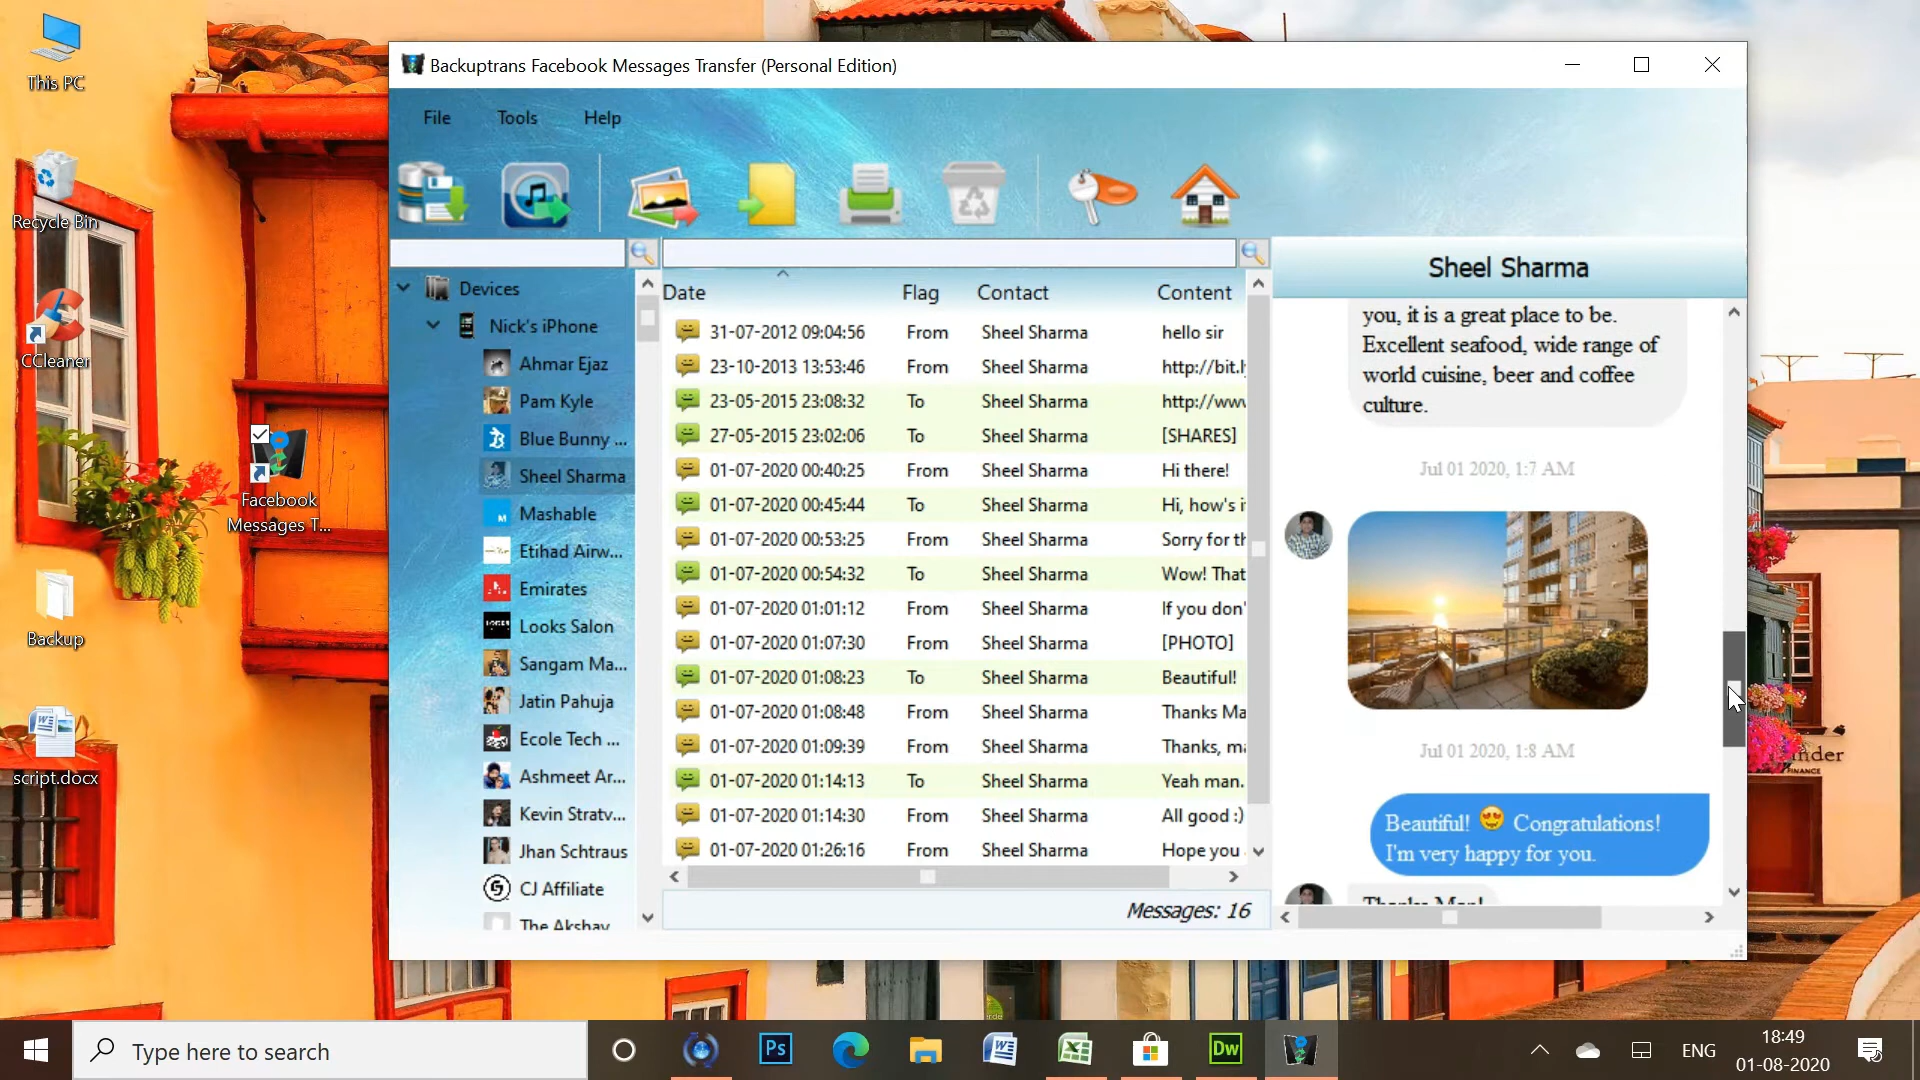 This PC
Recycle Bin
CCleaner
Facebook
Messages T...
Backup
script.docx
Backuptrans Facebook Messages Transfer (Personal Edition)
File Tools Help
Devices
Nick's iPhone
Ahmar Ejaz
Pam Kyle
Blue Bunny ...
Sheel Sharma
Mashable
Etihad Airw...
Emirates
Looks Salon
Sangam Ma...
Jatin Pahuja
Ecole Tech ...
Ashmeet Ar...
Kevin Stratv...
Jhan Schtraus
CJ Affiliate
The Akshay
Date Flag Contact Content
31-07-2012 09:04:56 From Sheel Sharma hello sir
23-10-2013 13:53:46 From Sheel Sharma http://bit.l
23-05-2015 23:08:32 To Sheel Sharma http://www
27-05-2015 23:02:06 To Sheel Sharma [SHARES]
01-07-2020 00:40:25 From Sheel Sharma Hi there!
01-07-2020 00:45:44 To Sheel Sharma Hi, how's i
01-07-2020 00:53:25 From Sheel Sharma Sorry for th
01-07-2020 00:54:32 To Sheel Sharma Wow! That
01-07-2020 01:01:12 From Sheel Sharma If you don'
01-07-2020 01:07:30 From Sheel Sharma [PHOTO]
01-07-2020 01:08:23 To Sheel Sharma Beautiful!
01-07-2020 01:08:48 From Sheel Sharma Thanks Ma
01-07-2020 01:09:39 From Sheel Sharma Thanks, ma
01-07-2020 01:14:13 To Sheel Sharma Yeah man.
01-07-2020 01:14:30 From Sheel Sharma All good :)
01-07-2020 01:26:16 From Sheel Sharma Hope you
Messages: 16
Sheel Sharma
you, it is a great place to be.
Excellent seafood, wide range of
world cuisine, beer and coffee
culture.
Jul 01 2020, 1:7 AM
Jul 01 2020, 1:8 AM
Beautiful! 😍 Congratulations!
I'm very happy for you.
Thanks Man!
Type here to search
Ps
Dw
ENG
18:49
01-08-2020